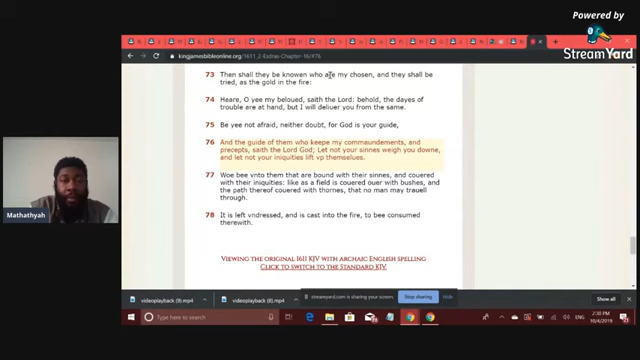 Powered by
StreamYard
kingjamesbibleonline.org/1611_2-Esdras-Chapter-16/#76
73 Then shall they be knowen who are my chosen, and they shall be
tried, as the gold in the fire:
74 Heare, O yee my beloued, saith the Lord: behold, the dayes of
trouble are at hand, but I will deliuer you from the same.
75 Be yee not afraid, neither doubt, for God is your guide,
76 And the guide of them who keepe my commaundements, and
precepts, saith the Lord God; Let not your sinnes weigh you downe,
and let not your iniquities lift vp themselues.
77 Woe bee vnto them that are bound with their sinnes, and couered
with their iniquities: like as a field is couered ouer with bushes, and
the path thereof couered with thornes, that no man may trauell
through.
78 It is left vndressed, and is cast into the fire, to bee consumed
therewith.
Mathathyah
Viewing the original 1611 KJV with archaic English spelling
Click to switch to the Standard KJV.
streamyard.com is sharing your screen. Stop sharing Hide
videoplayback (9).mp4 videoplayback (8).mp4 Show all
Type here to search
2:38 PM
10/4/2020